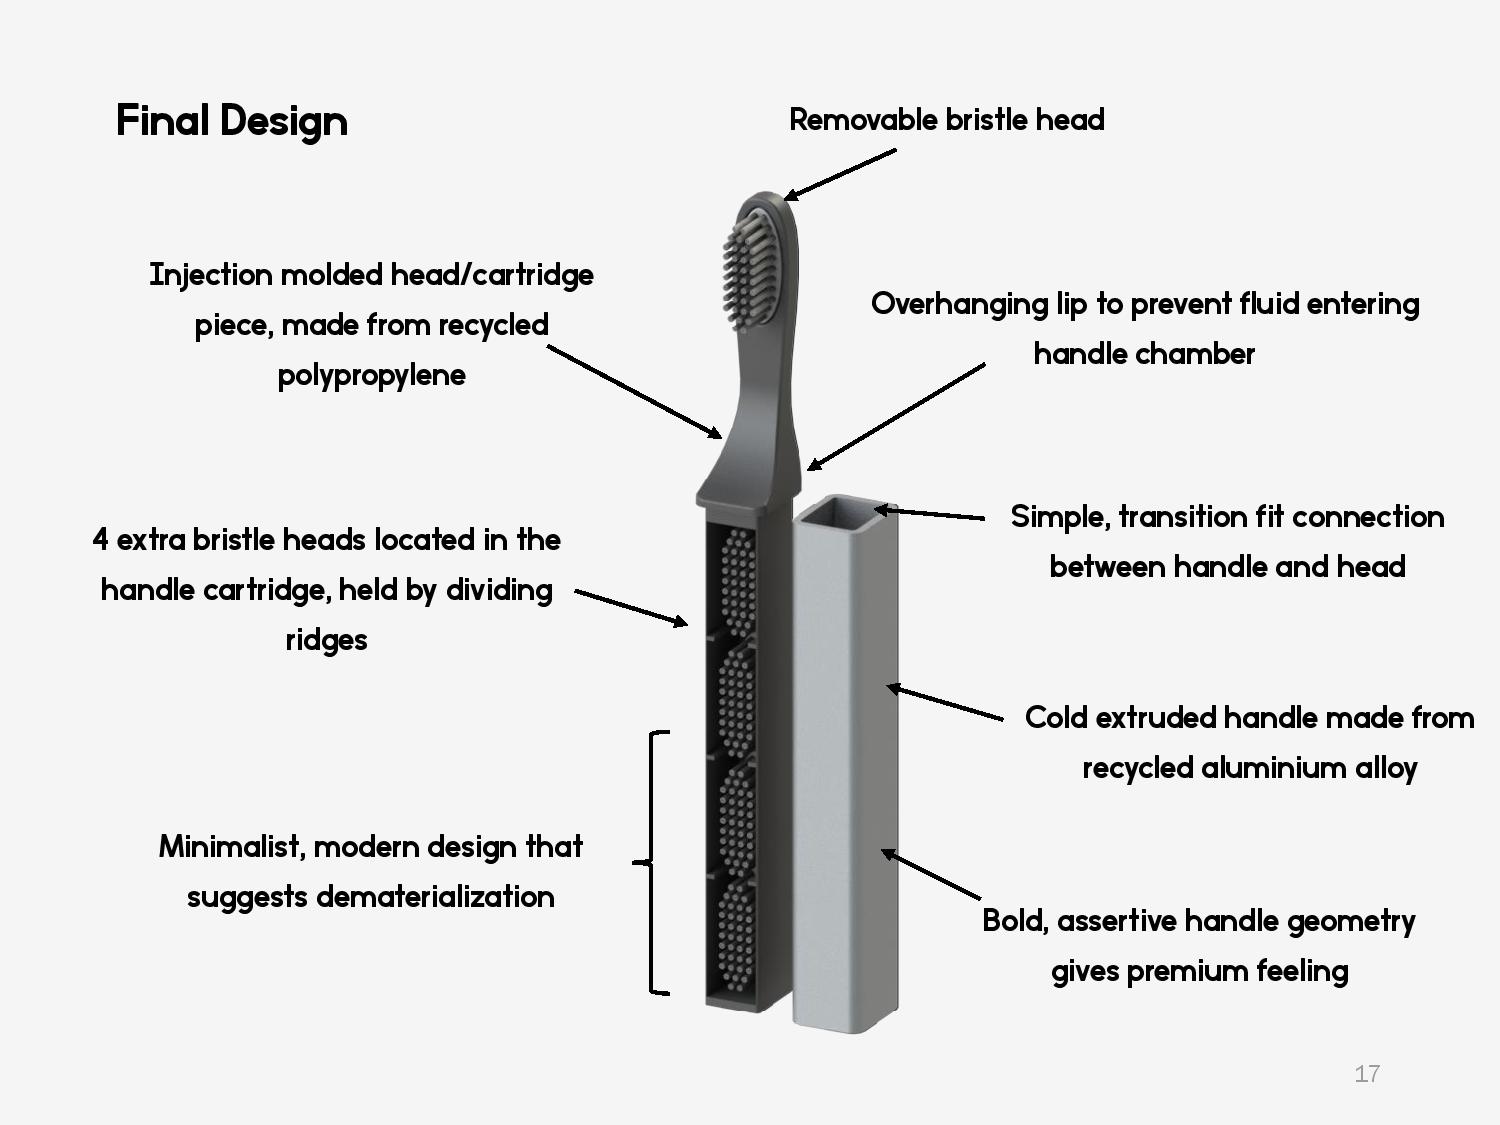 Final Design
Removable bristle head
Injection molded head/cartridge
piece, made from recycled
polypropylene
Overhanging lip to prevent fluid entering
handle chamber
4 extra bristle heads located in the
handle cartridge, held by dividing
ridges
Simple, transition fit connection
between handle and head
Cold extruded handle made from
recycled aluminium alloy
Minimalist, modern design that
suggests dematerialization
Bold, assertive handle geometry
gives premium feeling
17